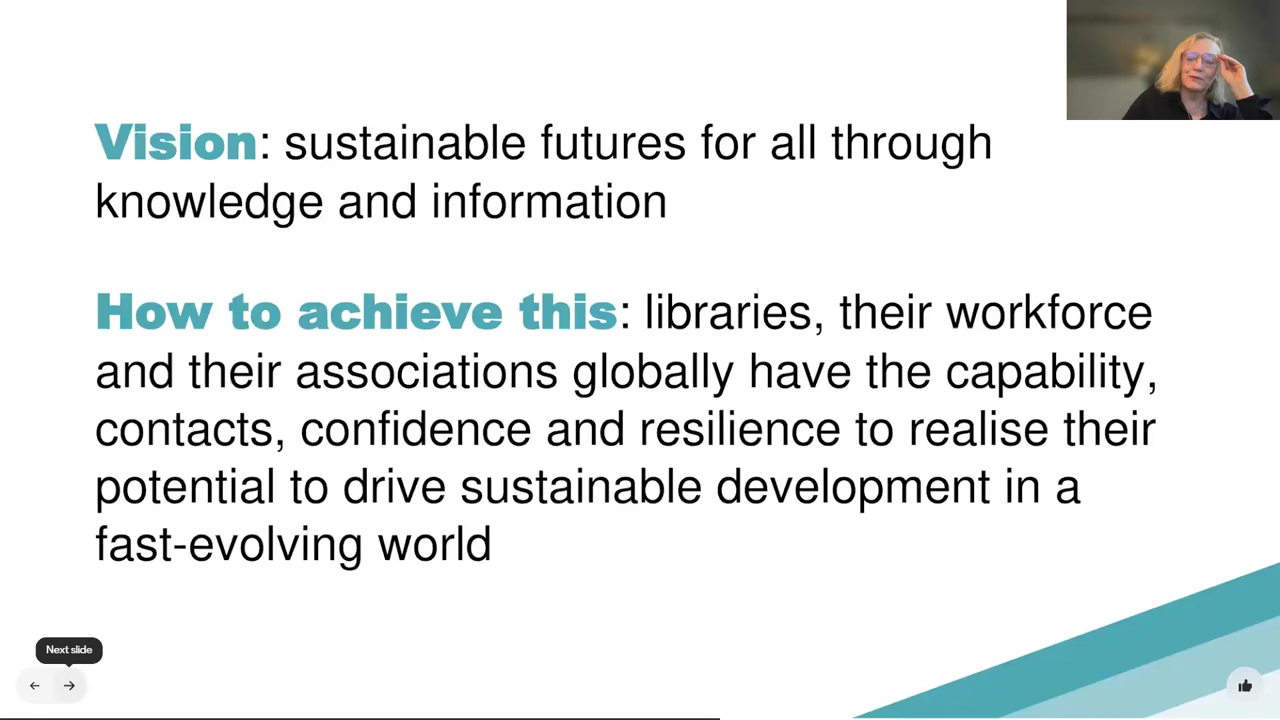 Vision: sustainable futures for all through
knowledge and information
How to achieve this: libraries, their workforce
and their associations globally have the capability,
contacts, confidence and resilience to realise their
potential to drive sustainable development in a
fast-evolving world
Next slide